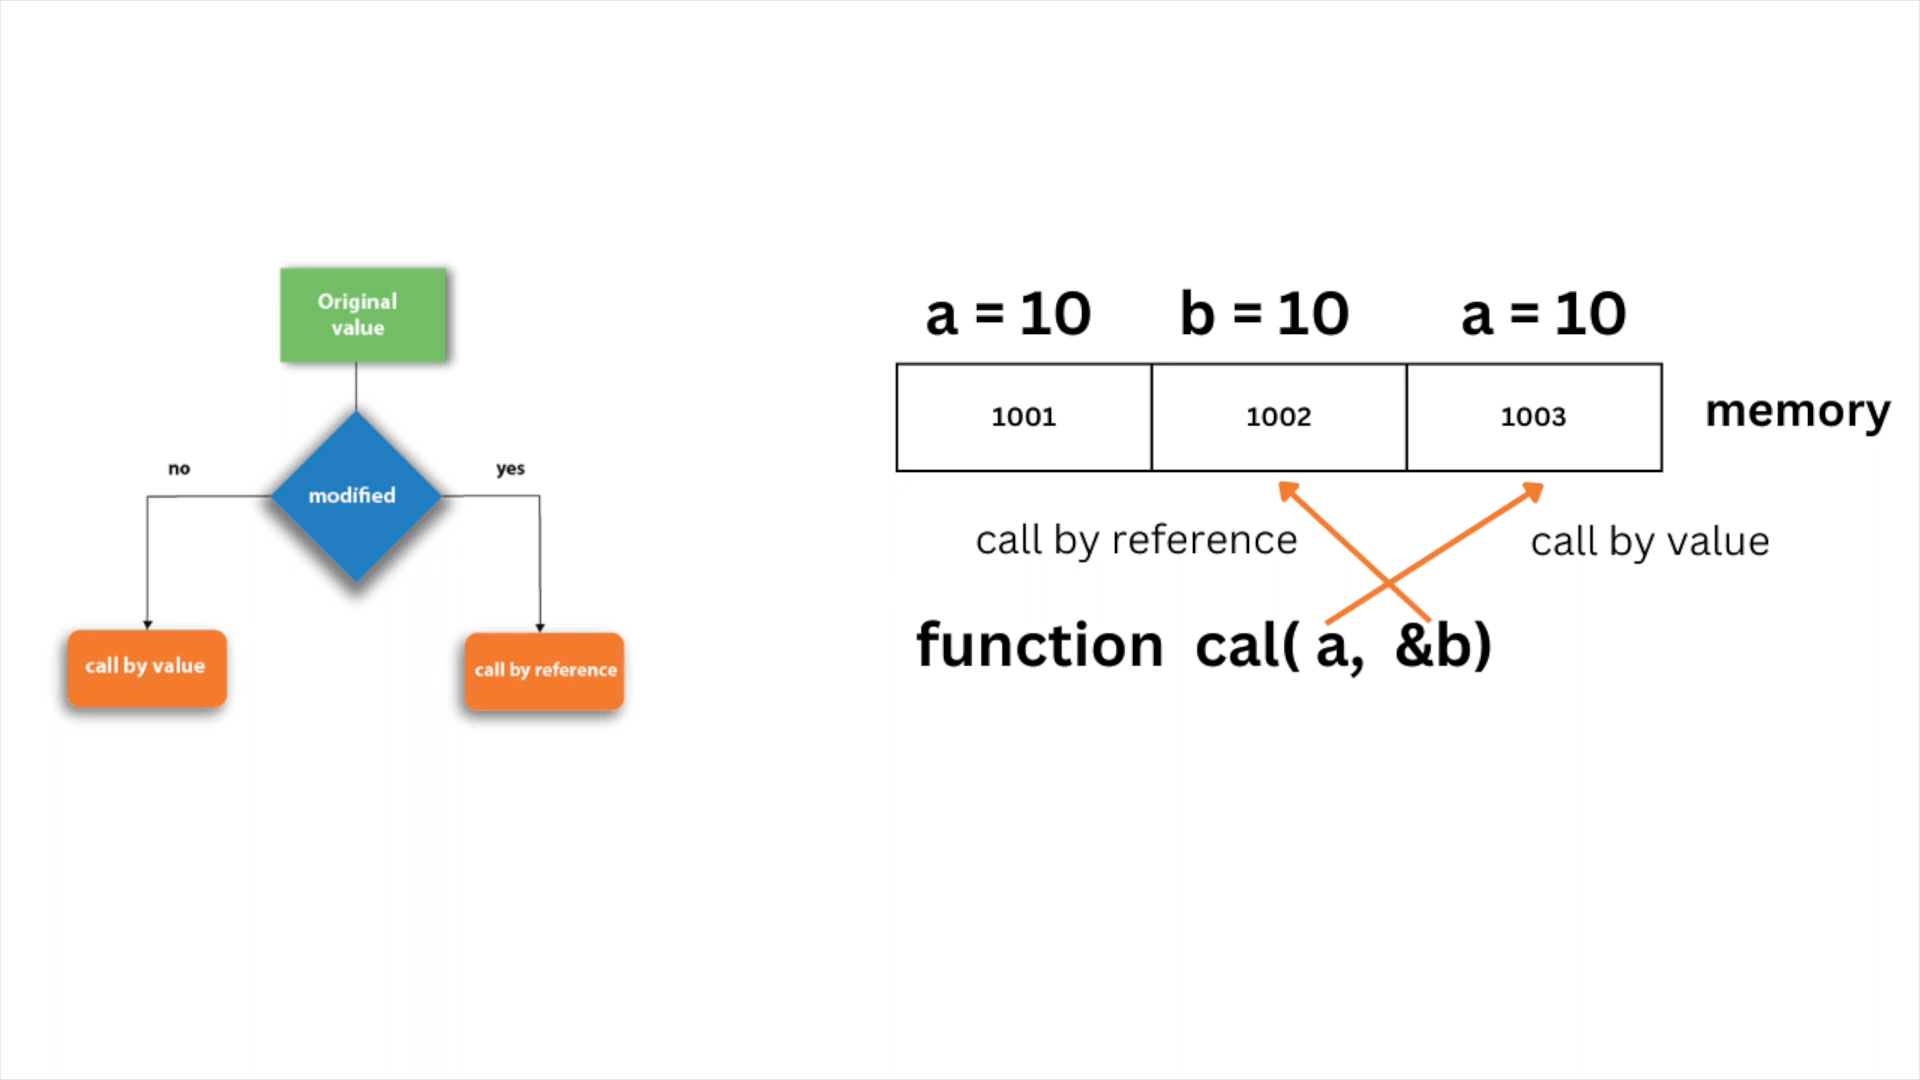 Original
value
no
yes
modified
call by value
call by reference
a = 10 b = 10 a = 10
1001 1002 1003
memory
call by reference
call by value
function cal( a, &b)